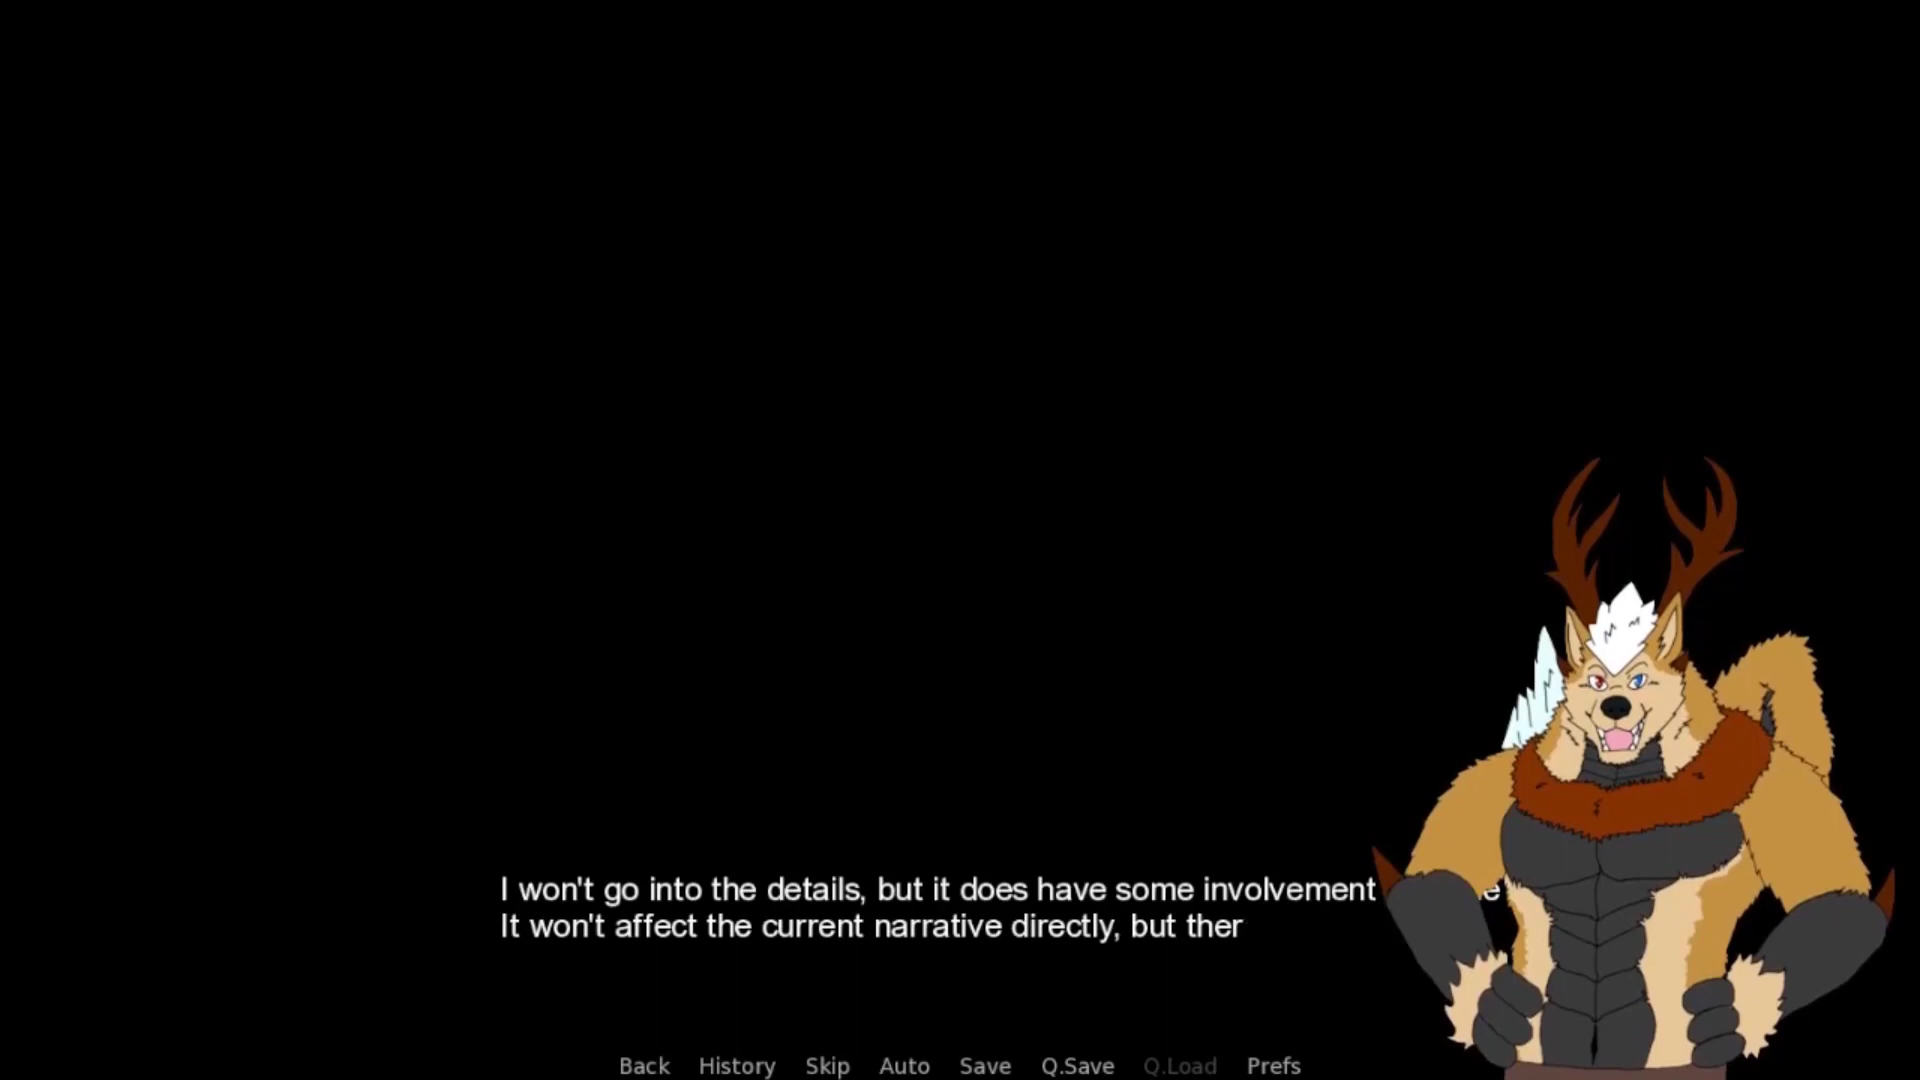 I won't go into the details, but it does have some involvement
It won't affect the current narrative directly, but ther
Back History Skip Auto Save Q.Save Q.Load Prefs